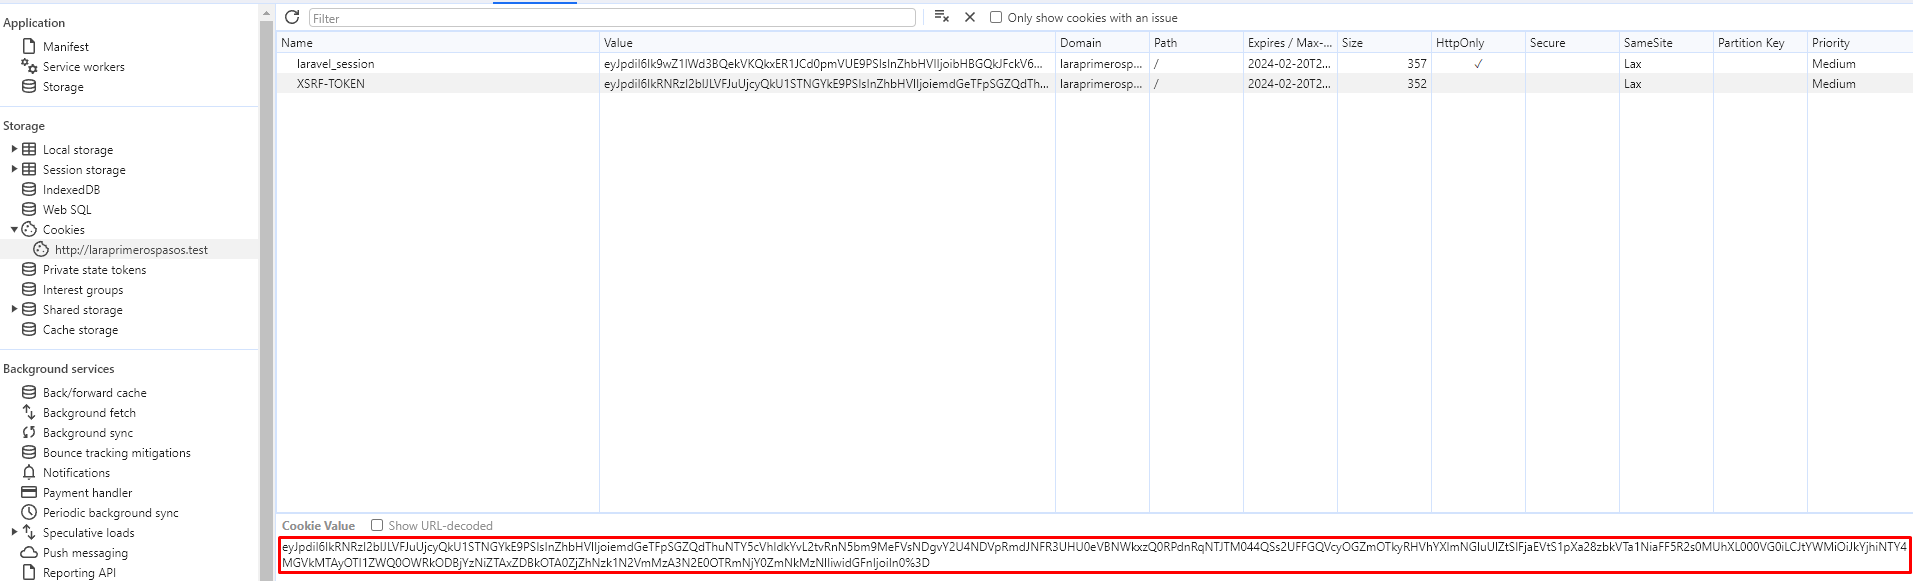 Application
Manifest
Service workers
Storage
Storage
Local storage
Session storage
IndexedDB
Web SQL
Cookies
http://laraprimerospasos.test
Private state tokens
Interest groups
Shared storage
Cache storage
Background services
Back/forward cache
Background fetch
Background sync
Bounce tracking mitigations
Notifications
Payment handler
Periodic background sync
Speculative loads
Push messaging
Reporting API
Filter
Only show cookies with an issue
Name Value Domain Path Expires / Max-... Size HttpOnly Secure SameSite Partition Key Priority
laravel_session laraprimerosp... / 2024-02-20T2... 357 ✓ Lax Medium
XSRF-TOKEN laraprimerosp... / 2024-02-20T2... 352 Lax Medium
Cookie Value Show URL-decoded